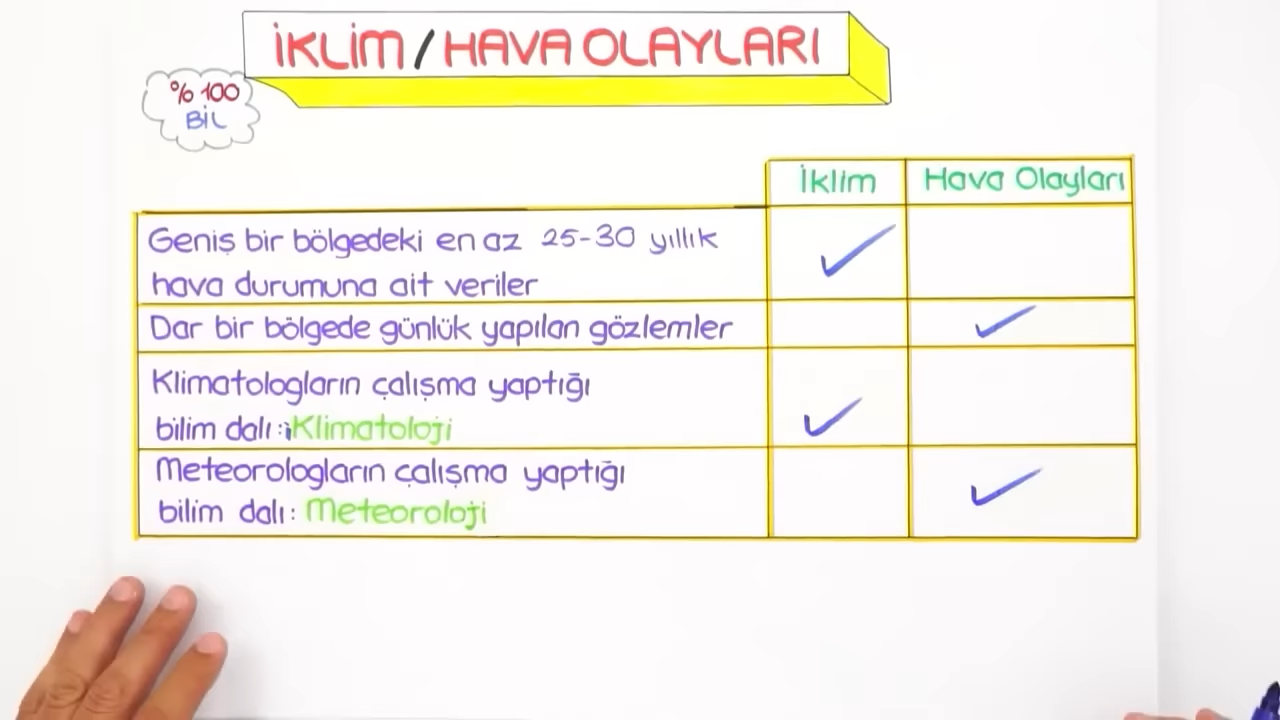 İKLİM / HAVA OLAYLARI
% 100
BİL
İklim
Hava Olayları
Geniş bir bölgedeki en az 25-30 yıllık
hava durumuna ait veriler
Dar bir bölgede günlük yapılan gözlemler
Klimatologların çalışma yaptığı
bilim dalı: Klimatoloji
Meteorologların çalışma yaptığı
bilim dalı: Meteoroloji